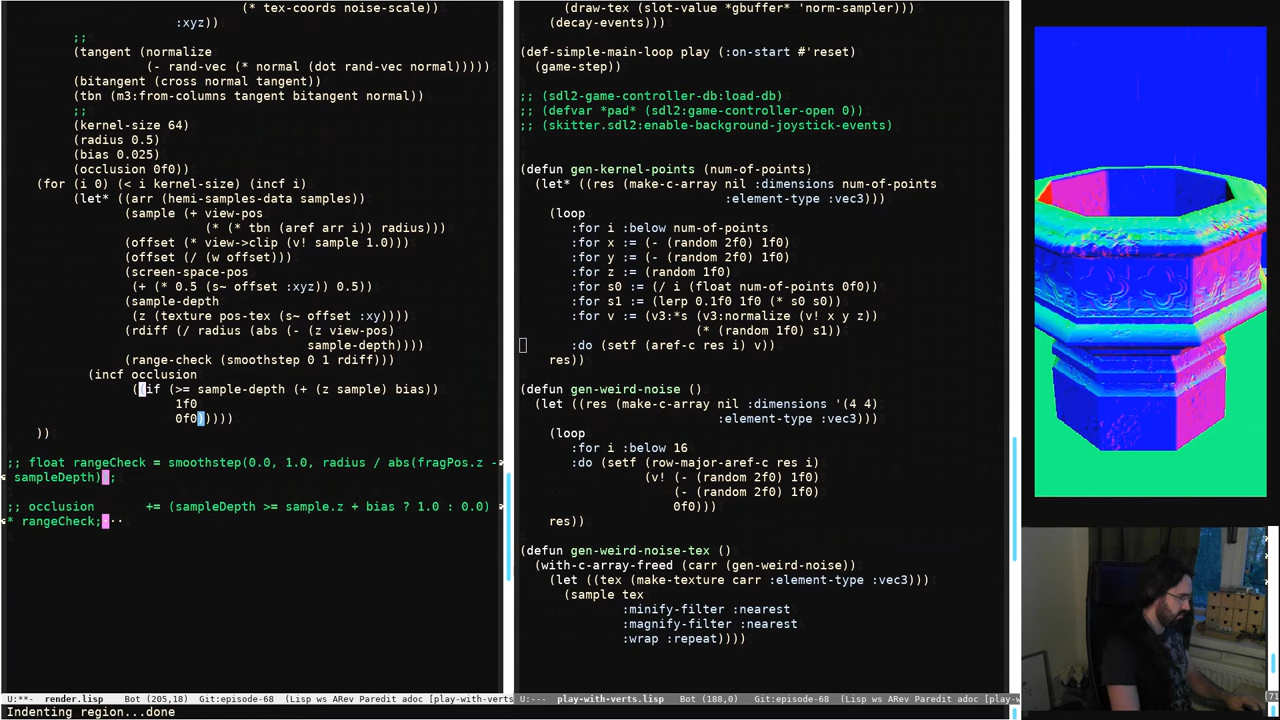 (* tex-coords noise-scale))
:xyz))
;;
(tangent (normalize
(- rand-vec (* normal (dot rand-vec normal)))))
(bitangent (cross normal tangent))
(tbn (m3:from-columns tangent bitangent normal))
;;
(kernel-size 64)
(radius 0.5)
(bias 0.025)
(occlusion 0f0))
(for (i 0) (< i kernel-size) (incf i)
(let* ((arr (hemi-samples-data samples))
(sample (+ view-pos
(* (* tbn (aref arr i)) radius)))
(offset (* view->clip (v! sample 1.0)))
(offset (/ (w offset)))
(screen-space-pos
(+ (* 0.5 (s~ offset :xyz)) 0.5))
(sample-depth
(z (texture pos-tex (s~ offset :xy))))
(rdiff (/ radius (abs (- (z view-pos)
sample-depth))))
(range-check (smoothstep 0 1 rdiff)))
(incf occlusion
((if (>= sample-depth (+ (z sample) bias))
1f0
0f0)))))
))
;; float rangeCheck = smoothstep(0.0, 1.0, radius / abs(fragPos.z -
sampleDepth));
;; occlusion       += (sampleDepth >= sample.z + bias ? 1.0 : 0.0)
* rangeCheck;
U:**-  render.lisp    Bot (205,18)  Git:episode-68  (Lisp ws ARev Paredit adoc [play-with-verts
Indenting region...done
(draw-tex (slot-value *gbuffer* 'norm-sampler)))
(decay-events)))
(def-simple-main-loop play (:on-start #'reset)
(game-step))
;; (sdl2-game-controller-db:load-db)
;; (defvar *pad* (sdl2:game-controller-open 0))
;; (skitter.sdl2:enable-background-joystick-events)
(defun gen-kernel-points (num-of-points)
(let* ((res (make-c-array nil :dimensions num-of-points
:element-type :vec3)))
(loop
:for i :below num-of-points
:for x := (- (random 2f0) 1f0)
:for y := (- (random 2f0) 1f0)
:for z := (random 1f0)
:for s0 := (/ i (float num-of-points 0f0))
:for s1 := (lerp 0.1f0 1f0 (* s0 s0))
:for v := (v3:*s (v3:normalize (v! x y z))
(* (random 1f0) s1))
:do (setf (aref-c res i) v))
res))
(defun gen-weird-noise ()
(let ((res (make-c-array nil :dimensions '(4 4)
:element-type :vec3)))
(loop
:for i :below 16
:do (setf (row-major-aref-c res i)
(v! (- (random 2f0) 1f0)
(- (random 2f0) 1f0)
0f0)))
res))
(defun gen-weird-noise-tex ()
(with-c-array-freed (carr (gen-weird-noise))
(let ((tex (make-texture carr :element-type :vec3)))
(sample tex
:minify-filter :nearest
:magnify-filter :nearest
:wrap :repeat))))
U:---  play-with-verts.lisp   Bot (188,0)   Git:episode-68  (Lisp ws ARev Paredit adoc [play-w